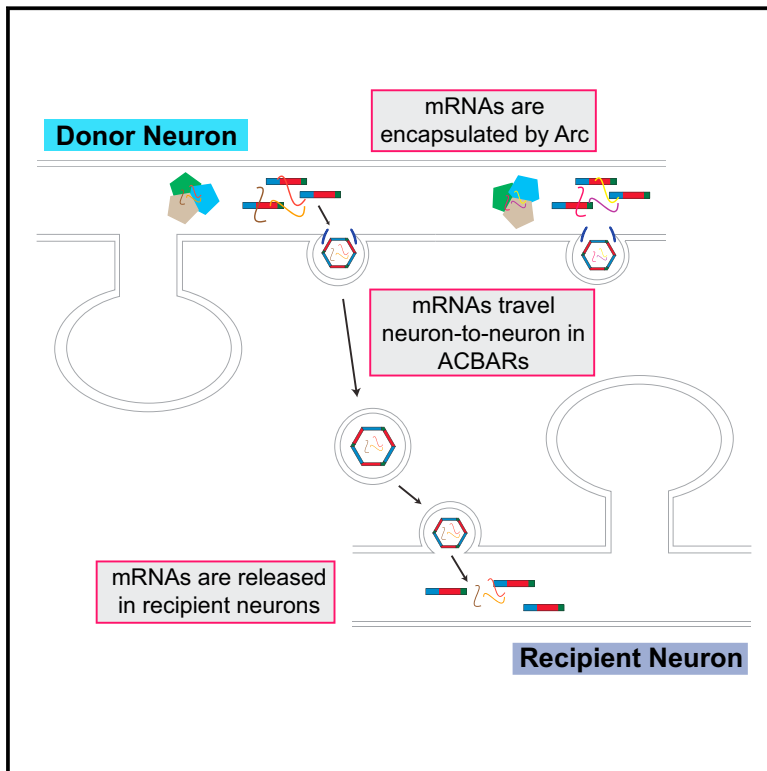 mRNAs are
encapsulated by Arc
Donor Neuron
mRNAs travel
neuron-to-neuron in
ACBARs
mRNAs are released
in recipient neurons
Recipient Neuron